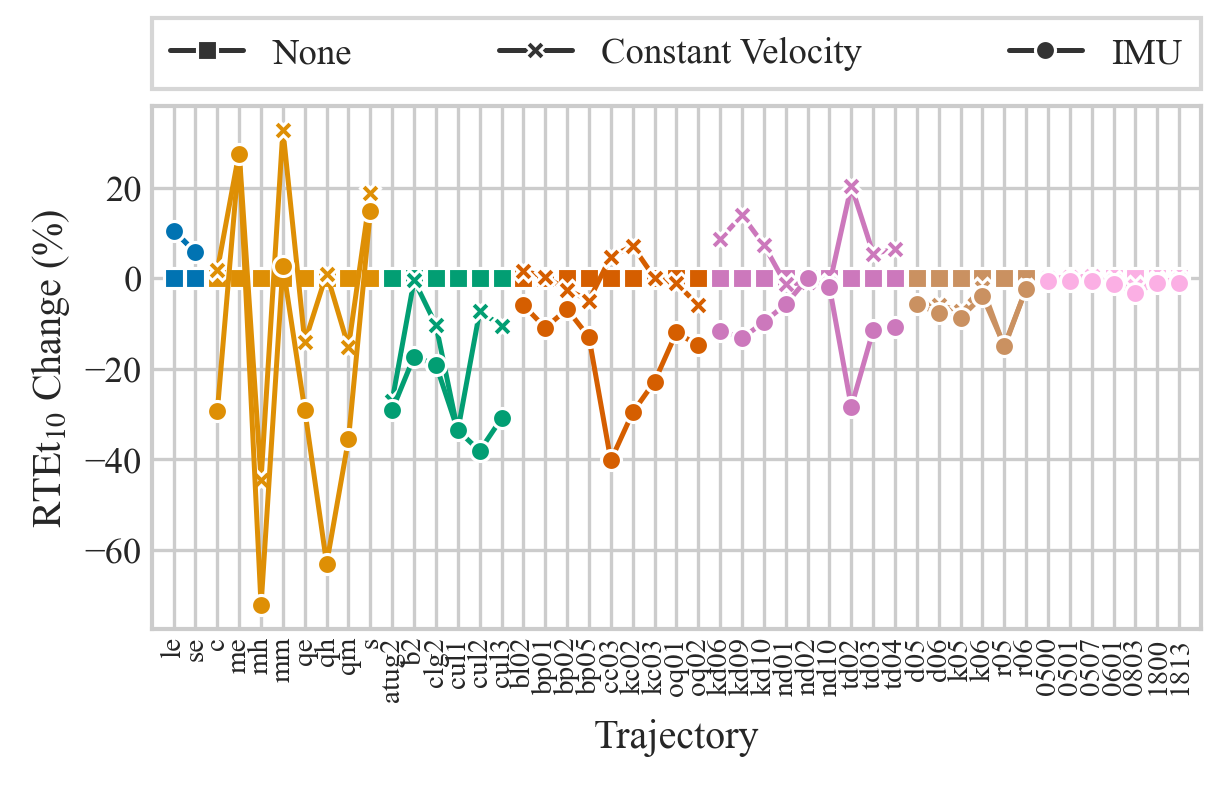 None
Constant Velocity
IMU
RTEt10 Change (%)
20
0
−20
−40
−60
le
se
c
me
mh
mm
qe
qh
qm
s
atug2
b2
clg2
cul1
cul2
cul3
bl02
bp01
bp02
bp05
cc03
kc02
kc03
oq01
oq02
kd06
kd09
kd10
nd01
nd02
nd10
td02
td03
td04
d05
d06
k05
k06
r05
r06
0500
0501
0507
0601
0803
1800
1813
Trajectory